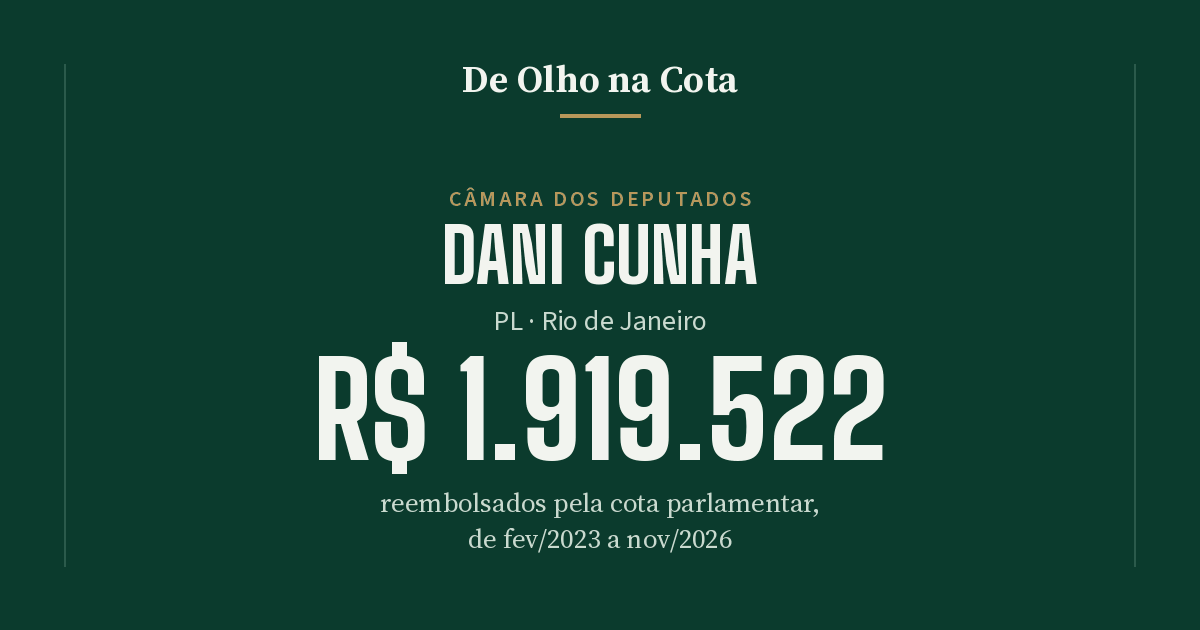 De Olho na Cota
CÂMARA DOS DEPUTADOS
DANI CUNHA
PL · Rio de Janeiro
R$ 1.919.522
reembolsados pela cota parlamentar,
de fev/2023 a nov/2026